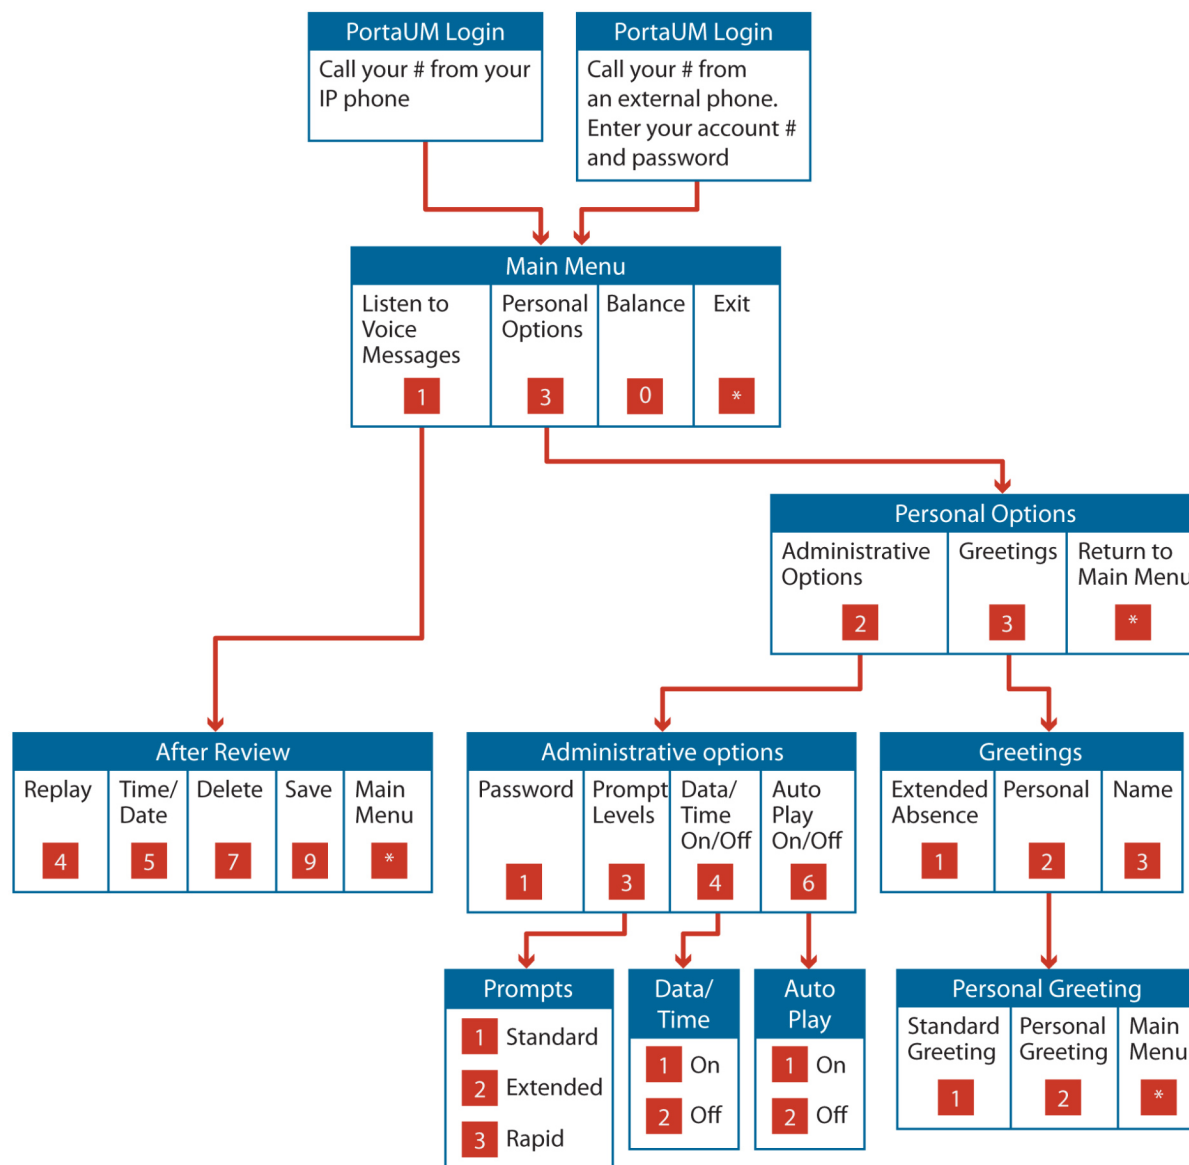 PortaUM Login
Call your # from your
IP phone
PortaUM Login
Call your # from
an external phone.
Enter your account #
and password
Main Menu
Listen to
Voice
Messages
1
Personal
Options
3
Balance
0
Exit
*
Personal Options
Administrative
Options
2
Greetings
3
Return to
Main Menu
*
After Review
Replay
4
Time/
Date
5
Delete
7
Save
9
Main
Menu
*
Administrative options
Password
1
Prompt
Levels
3
Data/
Time
On/Off
4
Auto
Play
On/Off
6
Greetings
Extended
Absence
1
Personal
2
Name
3
Prompts
1 Standard
2 Extended
3 Rapid
Data/
Time
1 On
2 Off
Auto
Play
1 On
2 Off
Personal Greeting
Standard
Greeting
1
Personal
Greeting
2
Main
Menu
*